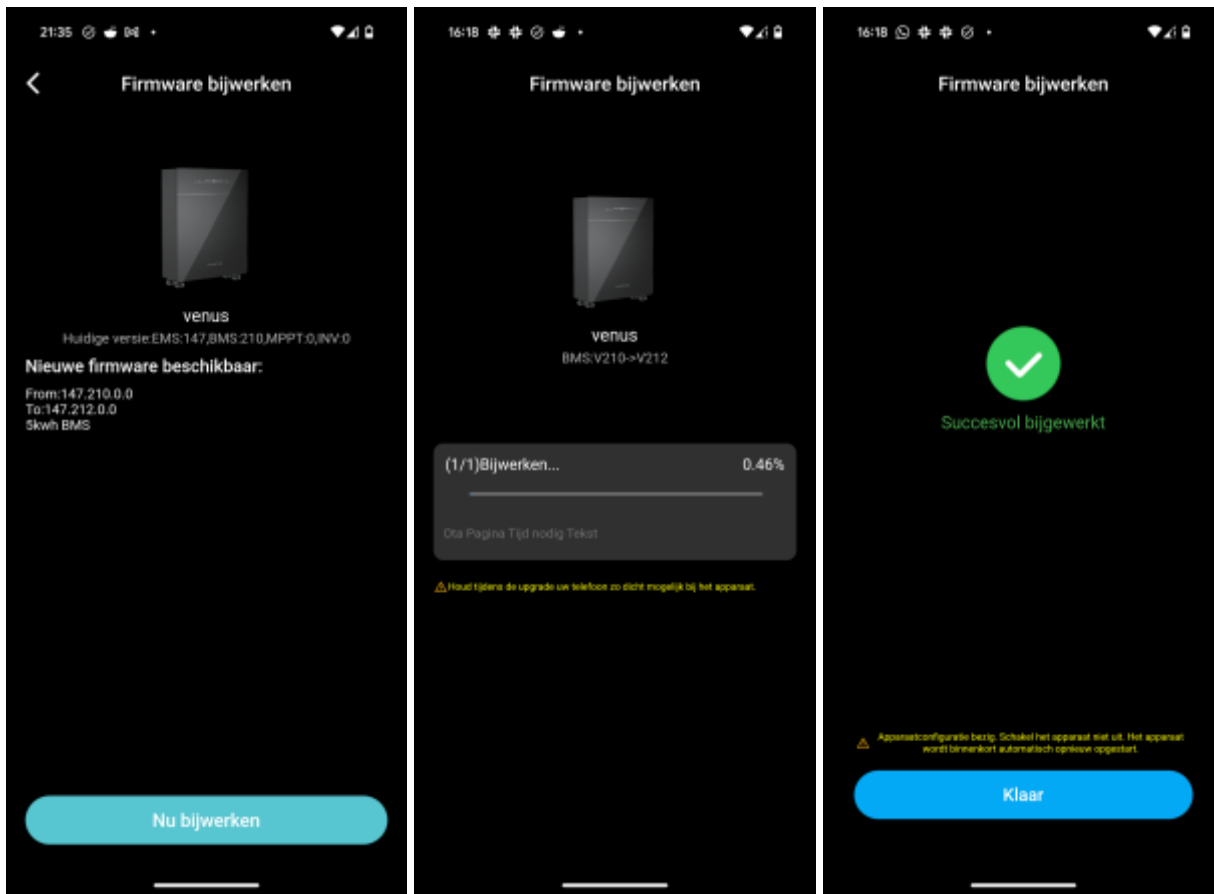 21:35
Firmware bijwerken
venus
Huidige versie:EMS:147,BMS:210,MPPT:0,INV:0
Nieuwe firmware beschikbaar:
From:147.210.0.0
To:147.212.0.0
5kwh BMS
Nu bijwerken
16:18
Firmware bijwerken
venus
BMS:V210->V212
(1/1)Bijwerken... 0.46%
Ota Pagina Tijd nodig Tekst
Houd tijdens de upgrade uw telefoon zo dicht mogelijk bij het apparaat.
16:18
Firmware bijwerken
Succesvol bijgewerkt
Apparaatconfiguratie bezig. Schakel het apparaat niet uit. Het apparaat
wordt binnenkort automatisch opnieuw opgestart.
Klaar